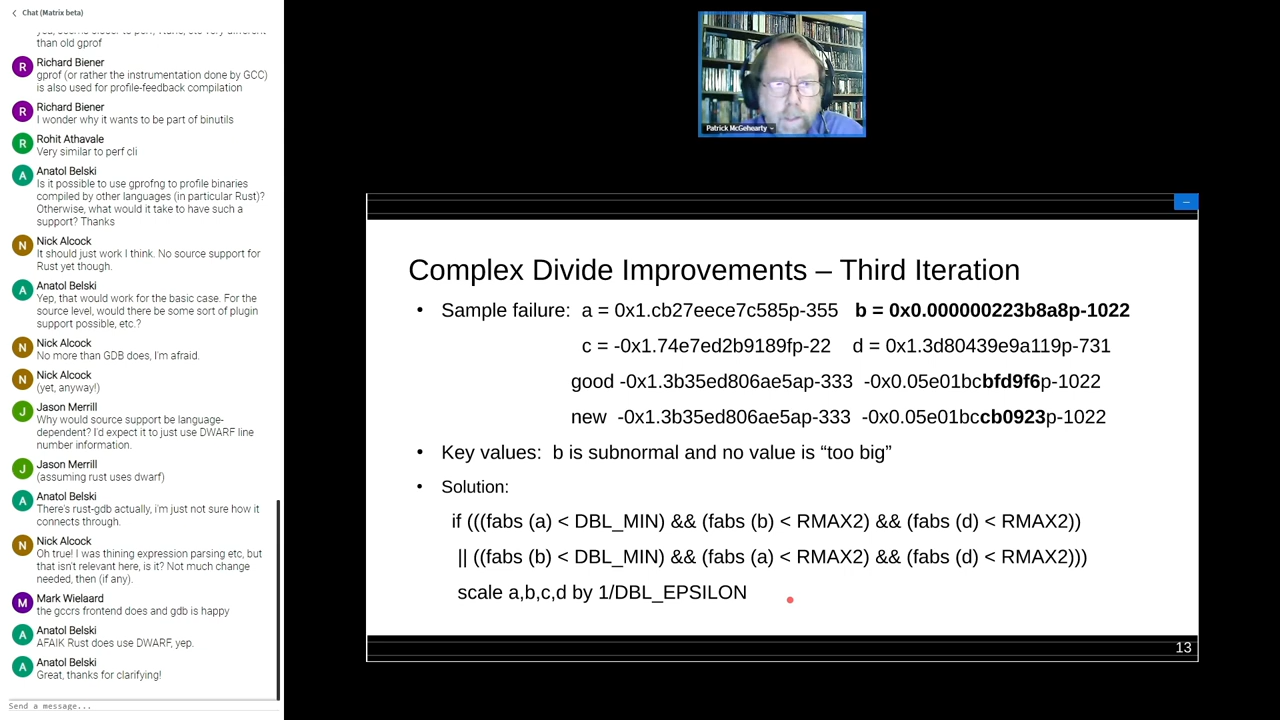 Chat (Matrix beta)
than old gprof
R
Richard Biener
gprof (or rather the instrumentation done by GCC)
is also used for profile-feedback compilation
R
Richard Biener
I wonder why it wants to be part of binutils
R
Rohit Athavale
Very similar to perf cli
A
Anatol Belski
Is it possible to use gprofng to profile binaries
compiled by other languages (in particular Rust)?
Otherwise, what would it take to have such a
support? Thanks
N
Nick Alcock
It should just work I think. No source support for
Rust yet though.
A
Anatol Belski
Yep, that would work for the basic case. For the
source level, would there be some sort of plugin
support possible, etc.?
N
Nick Alcock
No more than GDB does, I'm afraid.
N
Nick Alcock
(yet, anyway!)
J
Jason Merrill
Why would source support be language-
dependent? I'd expect it to just use DWARF line
number information.
J
Jason Merrill
(assuming rust uses dwarf)
A
Anatol Belski
There's rust-gdb actually, i'm just not sure how it
connects through.
N
Nick Alcock
Oh true! I was thining expression parsing etc, but
that isn't relevant here, is it? Not much change
needed, then (if any).
M
Mark Wielaard
the gccrs frontend does and gdb is happy
A
Anatol Belski
AFAIK Rust does use DWARF, yep.
A
Anatol Belski
Great, thanks for clarifying!
Send a message...
Patrick McGehearty
Complex Divide Improvements – Third Iteration
• Sample failure: a = 0x1.cb27eece7c585p-355 b = 0x0.000000223b8a8p-1022
c = -0x1.74e7ed2b9189fp-22 d = 0x1.3d80439e9a119p-731
good -0x1.3b35ed806ae5ap-333 -0x0.05e01bcbfd9f6p-1022
new -0x1.3b35ed806ae5ap-333 -0x0.05e01bccb0923p-1022
• Key values: b is subnormal and no value is “too big”
• Solution:
if (((fabs (a) < DBL_MIN) && (fabs (b) < RMAX2) && (fabs (d) < RMAX2))
|| ((fabs (b) < DBL_MIN) && (fabs (a) < RMAX2) && (fabs (d) < RMAX2)))
scale a,b,c,d by 1/DBL_EPSILON
13